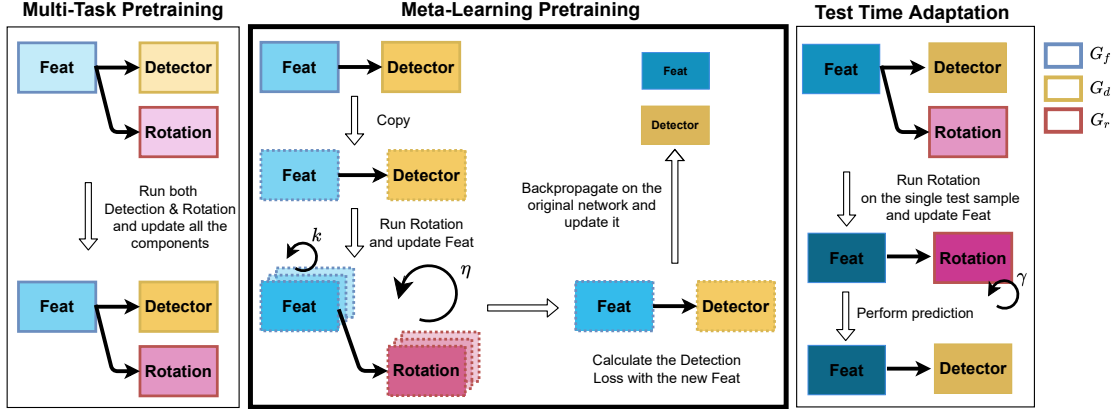 Multi-Task Pretraining
Feat
Detector
Rotation
Run both
Detection & Rotation
and update all the
components
Feat
Detector
Rotation
Meta-Learning Pretraining
Feat
Detector
Copy
Feat
Detector
Run Rotation
and update Feat
k
η
Feat
Rotation
Feat
Detector
Calculate the Detection
Loss with the new Feat
Backpropagate on the
original network and
update it
Feat
Detector
Test Time Adaptation
Feat
Detector
Rotation
Run Rotation
on the single test sample
and update Feat
Feat
Rotation
γ
Perform prediction
Feat
Detector
G_f
G_d
G_r